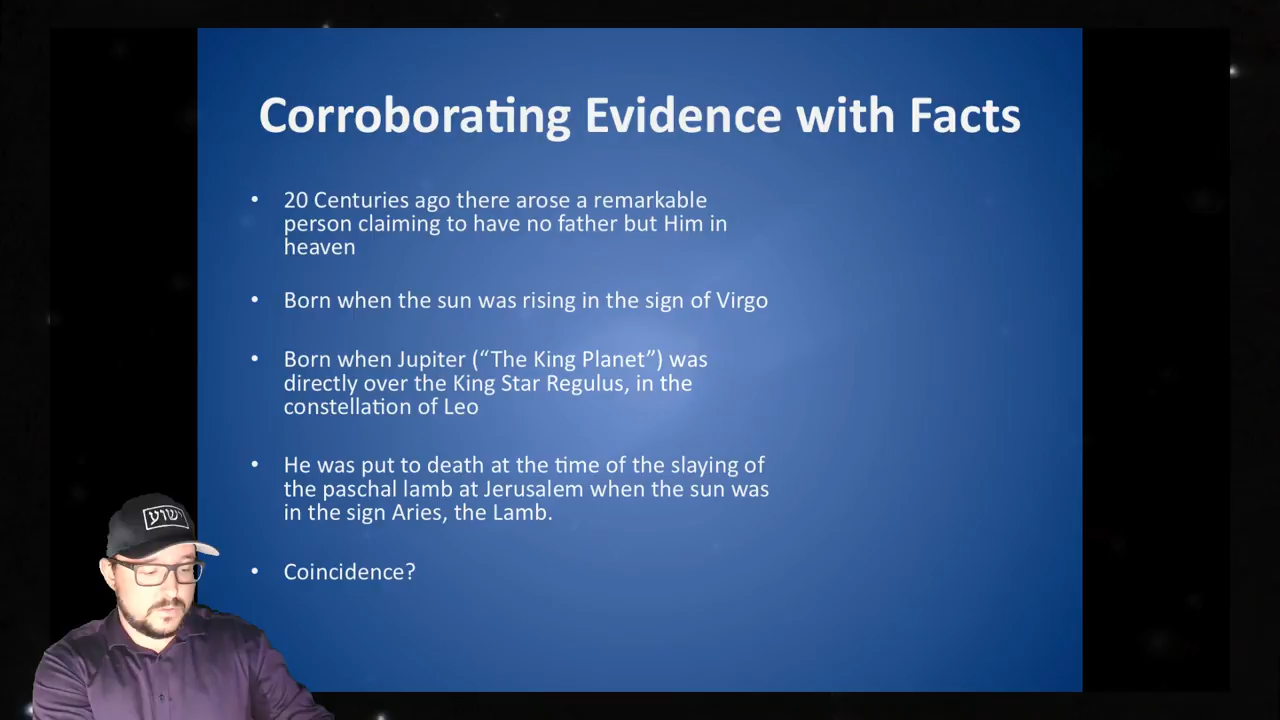 Corroborating Evidence with Facts
• 20 Centuries ago there arose a remarkable
person claiming to have no father but Him in
heaven
• Born when the sun was rising in the sign of Virgo
• Born when Jupiter (“The King Planet”) was
directly over the King Star Regulus, in the
constellation of Leo
• He was put to death at the time of the slaying of
the paschal lamb at Jerusalem when the sun was
in the sign Aries, the Lamb.
• Coincidence?
ישוע